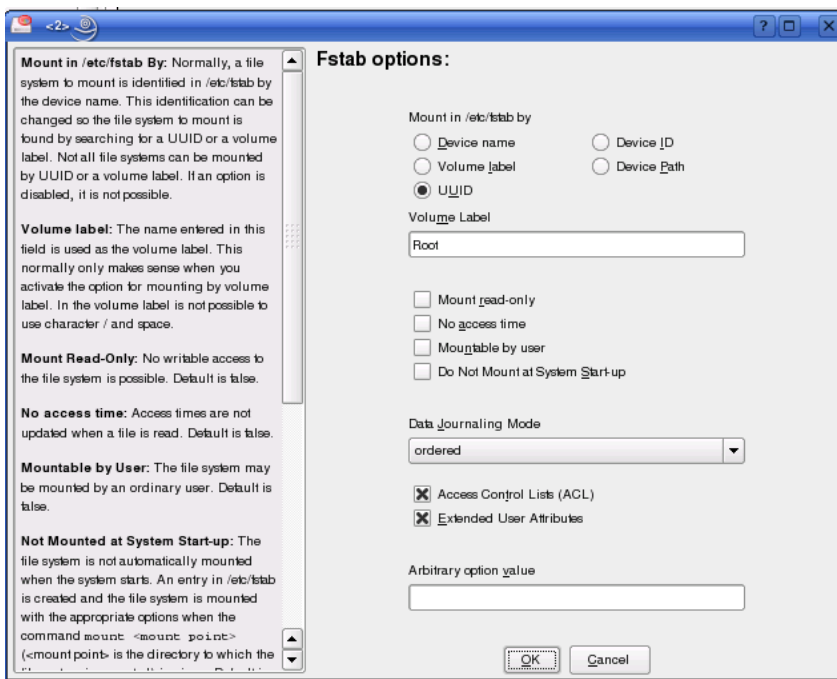 <2>
?
Mount in /etc/fstab By: Normally, a file
system to mount is identified in /etc/fstab by
the device name. This identification can be
changed so the file system to mount is
found by searching for a UUID or a volume
label. Not all file systems can be mounted
by UUID or a volume label. If an option is
disabled, it is not possible.
Volume label: The name entered in this
field is used as the volume label. This
normally only makes sense when you
activate the option for mounting by volume
label. In the volume label is not possible to
use character / and space.
Mount Read-Only: No writable access to
the file system is possible. Default is false.
No access time: Access times are not
updated when a file is read. Default is false.
Mountable by User: The file system may
be mounted by an ordinary user. Default is
false.
Not Mounted at System Start-up: The
file system is not automatically mounted
when the system starts. An entry in /etc/fstab
is created and the file system is mounted
with the appropriate options when the
command mount <mount point>
(<mount point> is the directory to which the
Fstab options:
Mount in /etc/fstab by
Device name
Device ID
Volume label
Device Path
UUID
Volume Label
Root
Mount read-only
No access time
Mountable by user
Do Not Mount at System Start-up
Data Journaling Mode
ordered
Access Control Lists (ACL)
Extended User Attributes
Arbitrary option value
OK
Cancel